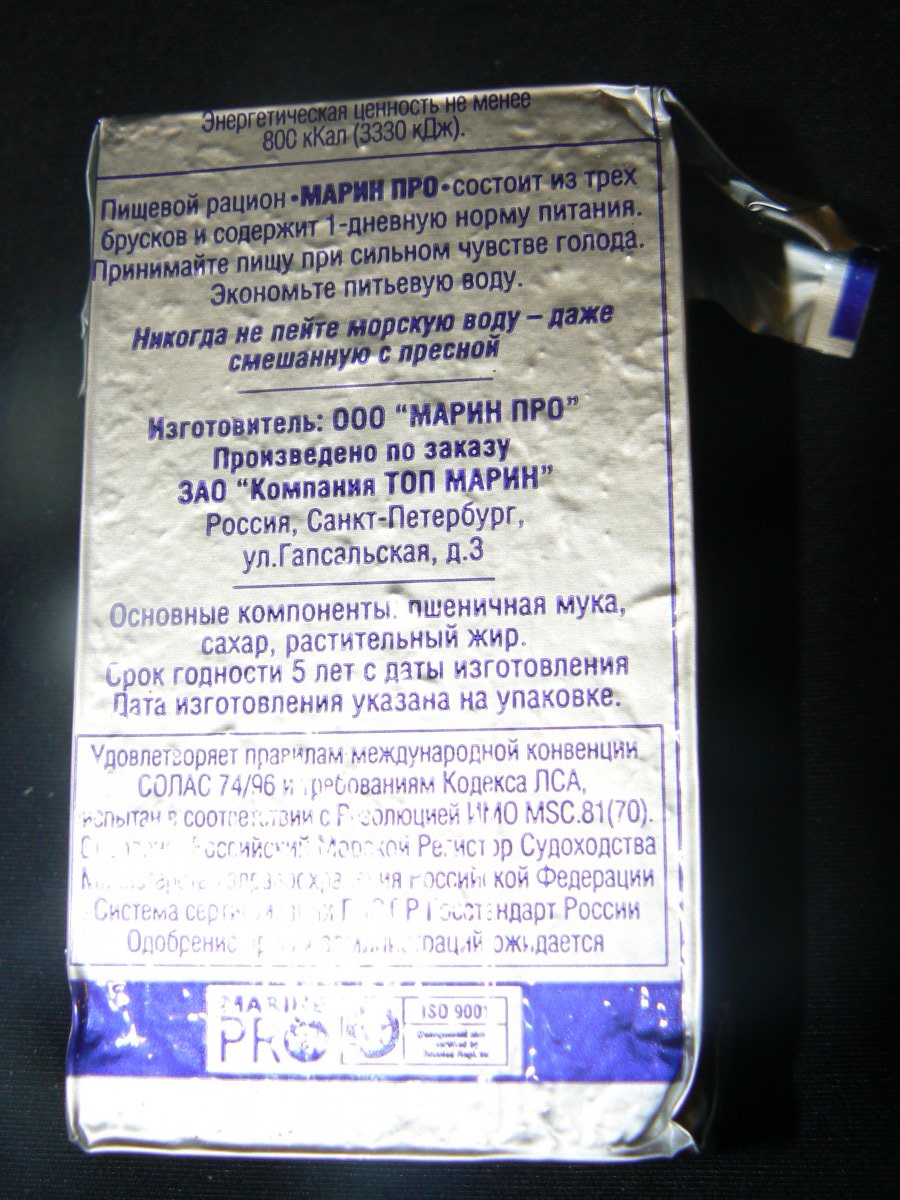 Энергетическая ценность не менее
800 кКал (3330 кДж).
Пищевой рацион •МАРИН ПРО• состоит из трех
брусков и содержит 1-дневную норму питания.
Принимайте пищу при сильном чувстве голода.
Экономьте питьевую воду.
Никогда не пейте морскую воду – даже
смешанную с пресной
Изготовитель: ООО “МАРИН ПРО”
Произведено по заказу
ЗАО “Компания ТОП МАРИН”
Россия, Санкт-Петербург,
ул.Гапсальская, д.3
Основные компоненты: пшеничная мука,
сахар, растительный жир.
Срок годности 5 лет с даты изготовления
Дата изготовления указана на упаковке.
Удовлетворяет правилам международной конвенции
СОЛАС 74/96 и требованиям Кодекса ЛСА,
испытан в соответствии с Резолюцией ИМО MSC.81(70).
Российский Морской Регистр Судоходства
Министерства здравоохранения Российской Федерации
Система сертификации Госстандарт России
Одобрение администраций ожидается
MARINE
PRO
ISO 9001